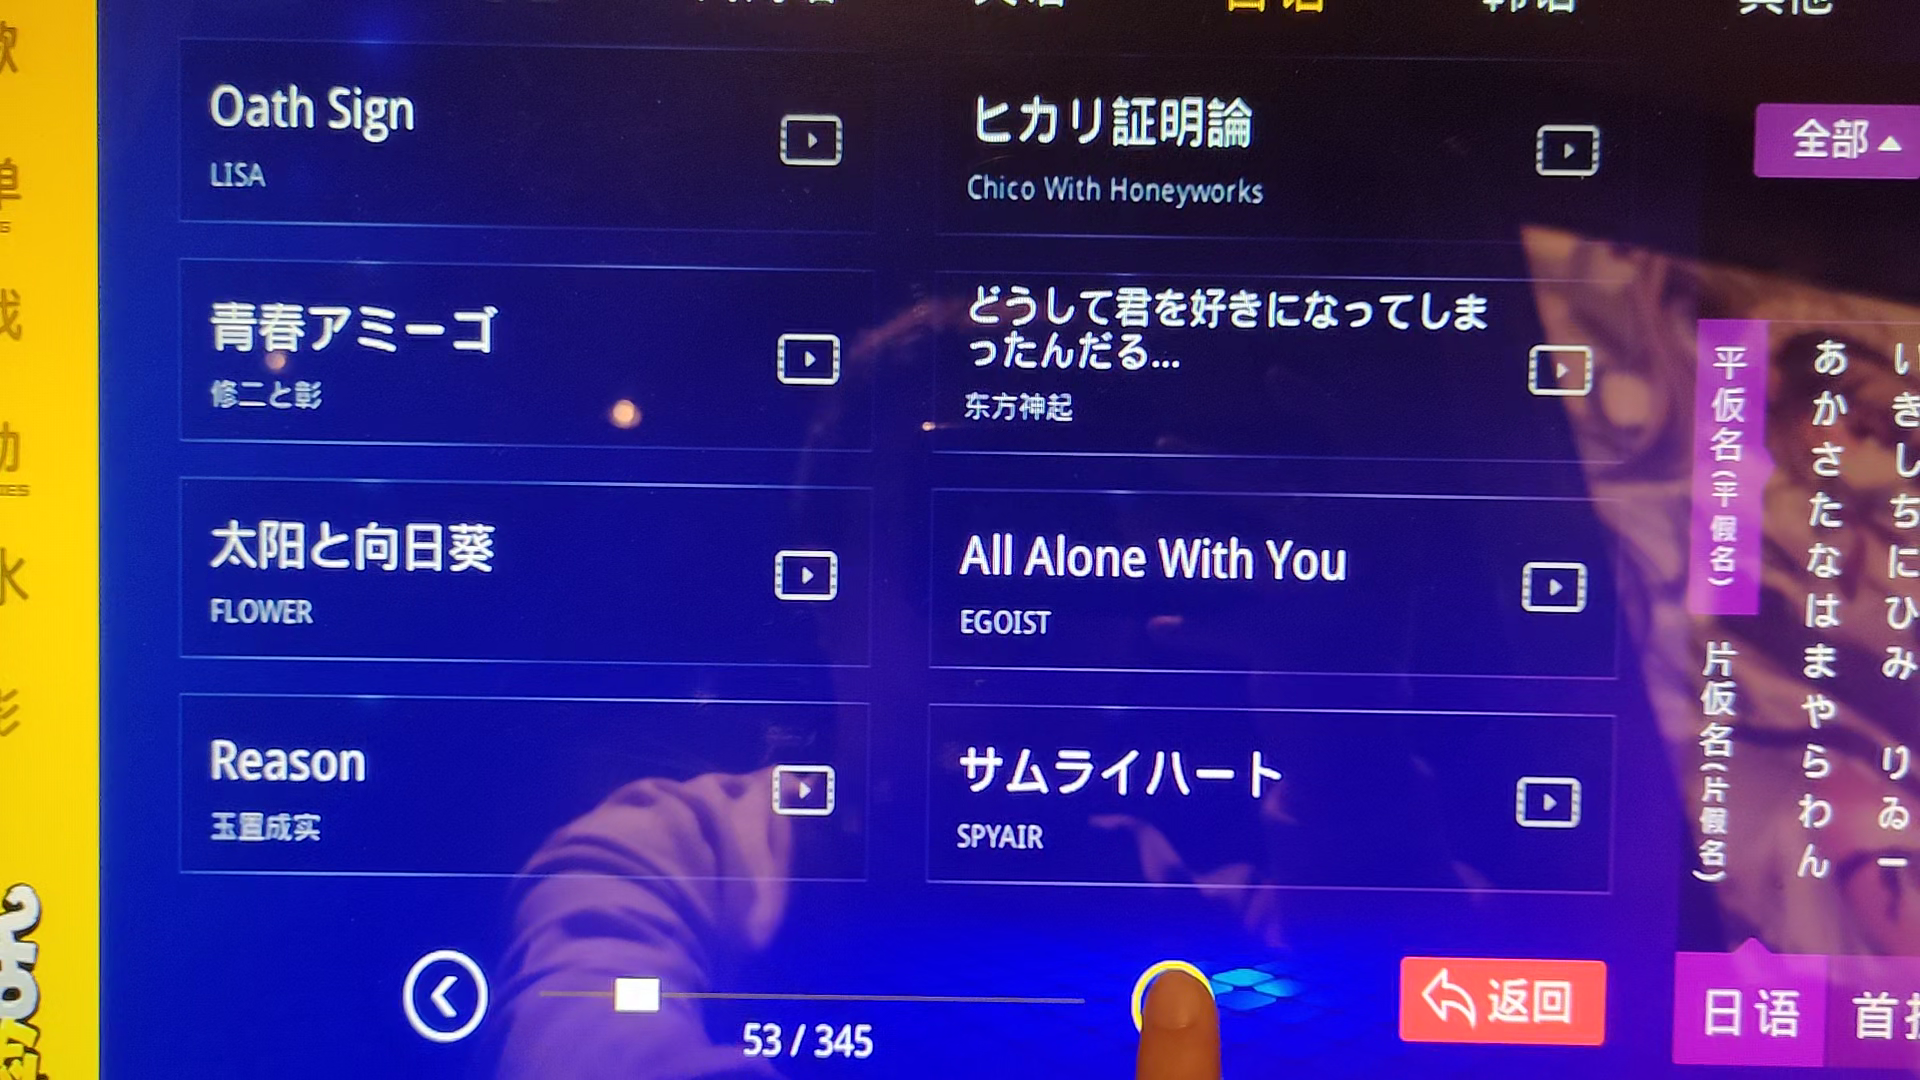 日语
Oath Sign
LISA
ヒカリ証明論
Chico With Honeyworks
青春アミーゴ
修二と彰
どうして君を好きになってしま
ったんだる...
东方神起
太阳と向日葵
FLOWER
All Alone With You
EGOIST
Reason
玉置成实
サムライハート
SPYAIR
53 / 345
返回
全部
平仮名(平假名)
片仮名(片假名)
あかさたなはまやらわん
いきしちにひみ りゐー
日语